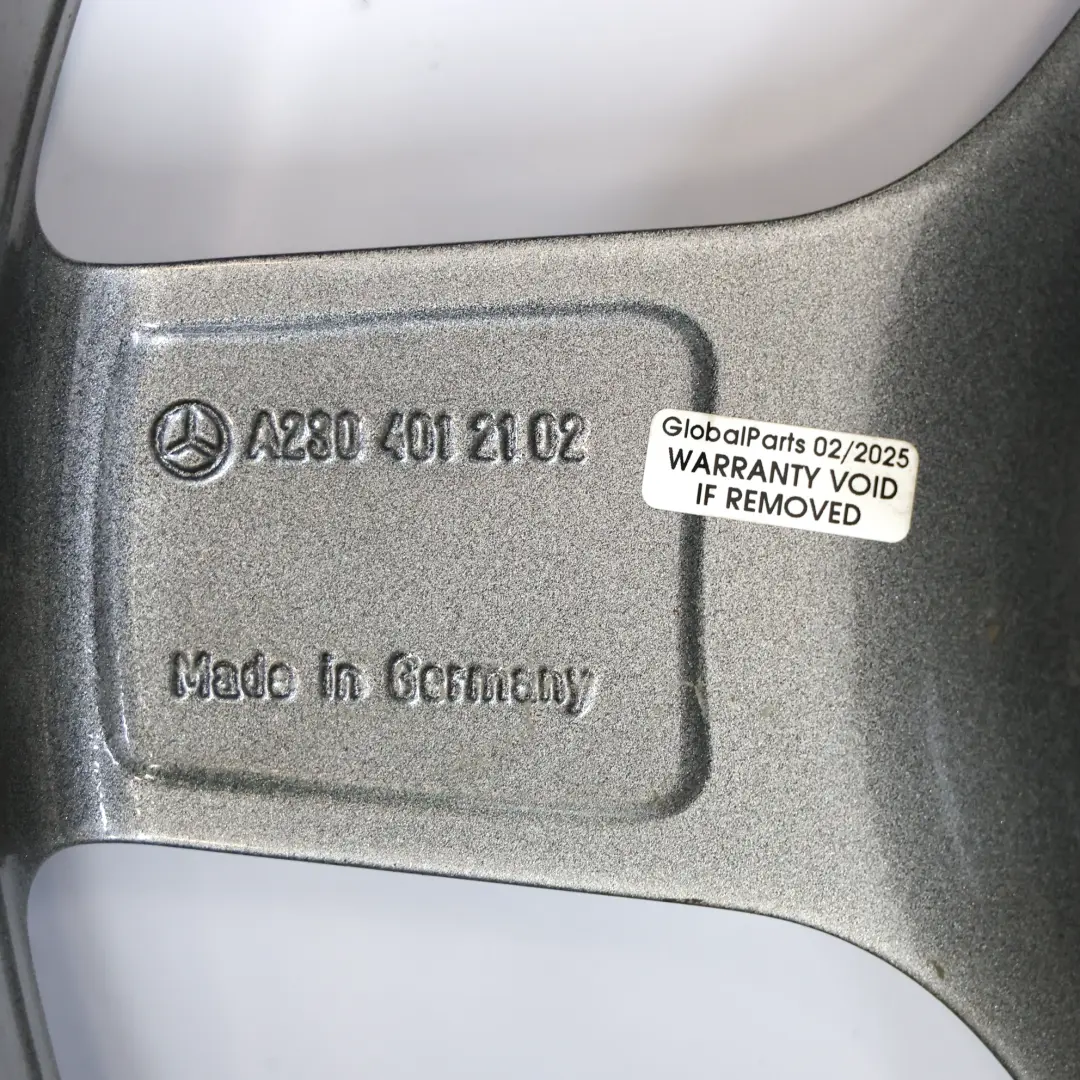 A230 401 21 02
GlobalParts 02/2025
WARRANTY VOID
IF REMOVED
Made in Germany